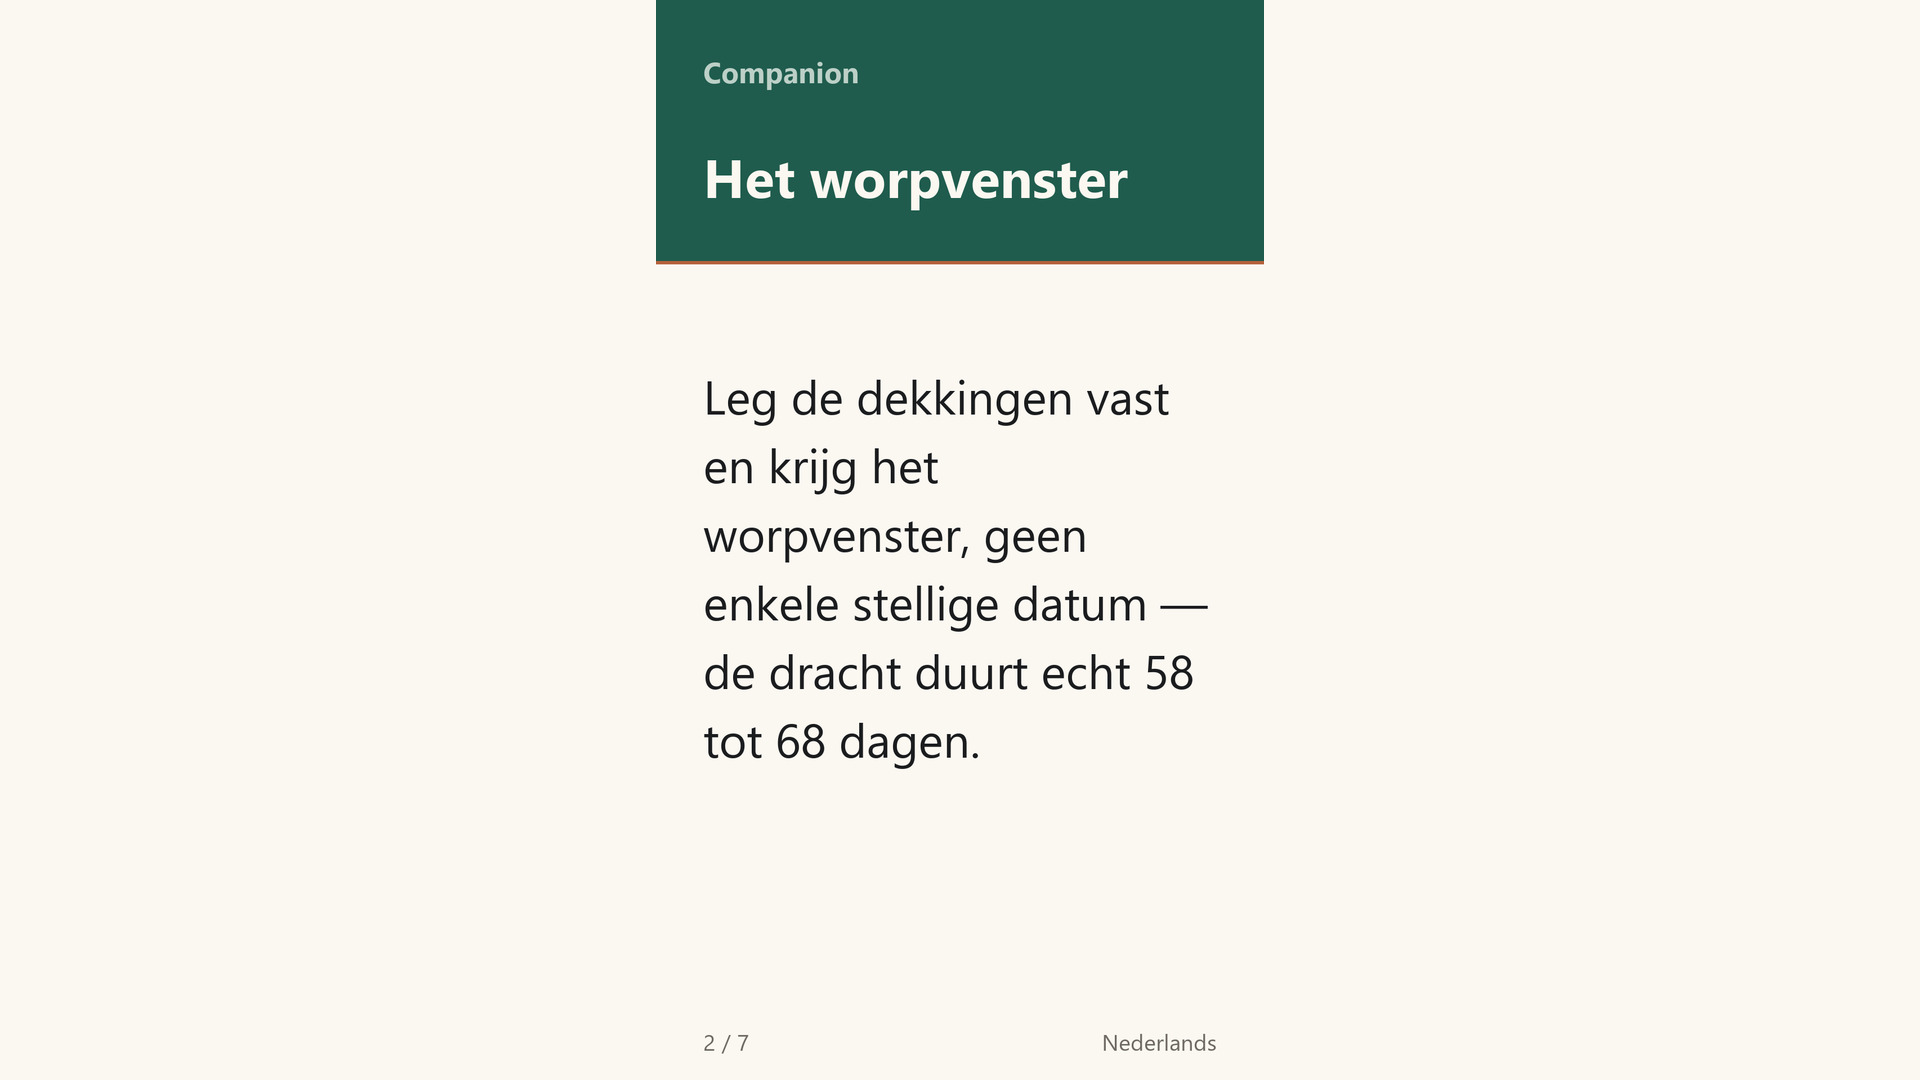 Companion
Het worpvenster
Leg de dekkingen vast
en krijg het
worpvenster, geen
enkele stellige datum —
de dracht duurt echt 58
tot 68 dagen.
2 / 7
Nederlands